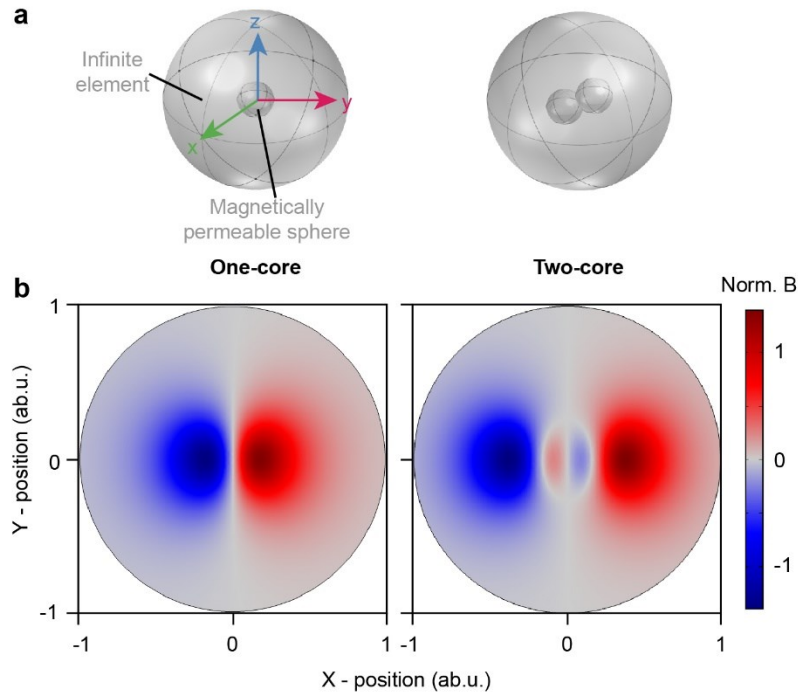 a
z
y
x
Infinite
element
Magnetically
permeable sphere
One-core
Two-core
b
Norm. B
1
0
-1
Y - position (ab.u.)
-1
0
1
-1
0
1
X - position (ab.u.)
1
0
-1